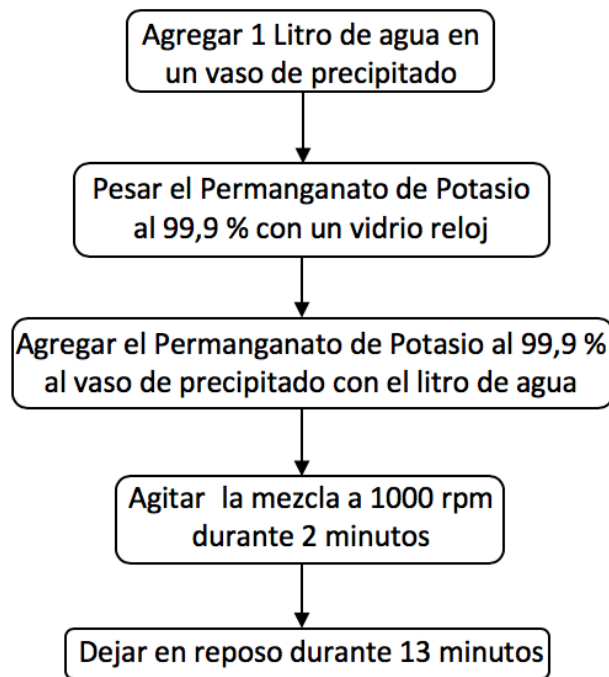 Agregar 1 Litro de agua en
un vaso de precipitado
Pesar el Permanganato de Potasio
al 99,9 % con un vidrio reloj
Agregar el Permanganato de Potasio al 99,9 %
al vaso de precipitado con el litro de agua
Agitar la mezcla a 1000 rpm
durante 2 minutos
Dejar en reposo durante 13 minutos